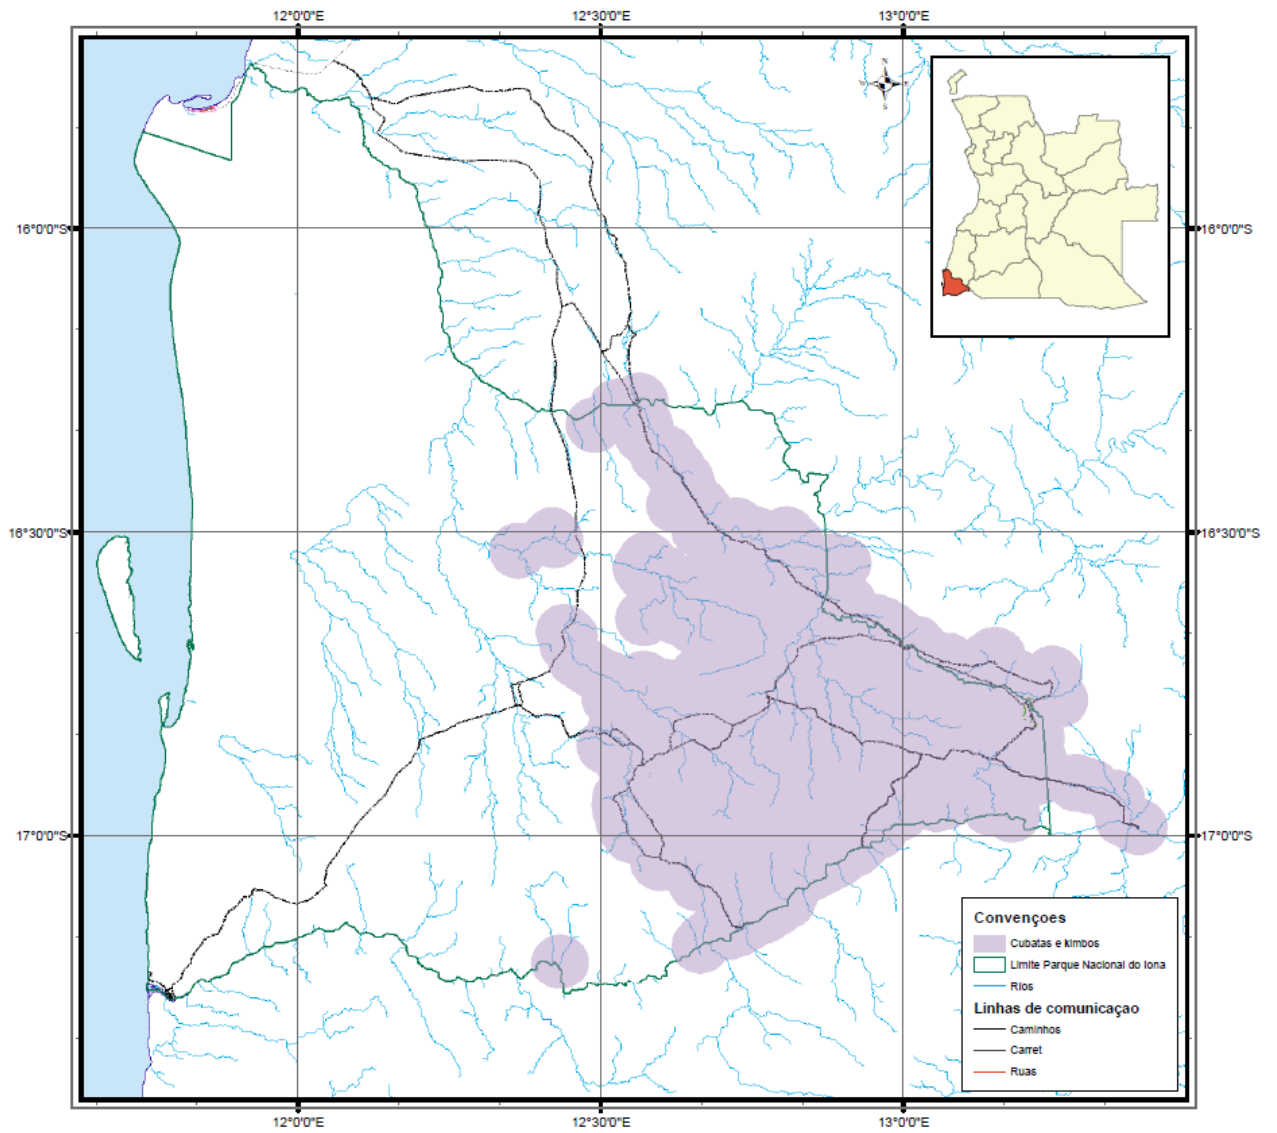 12°0'0"E 12°30'0"E 13°0'0"E
N
W E
S
16°0'0"S 16°0'0"S
16°30'0"S 16°30'0"S
17°0'0"S 17°0'0"S
Convençoes
Cubatas e kimbos
Limite Parque Nacional do Iona
Rios
Linhas de comunicaçao
Caminhos
Carret
Ruas
12°0'0"E 12°30'0"E 13°0'0"E